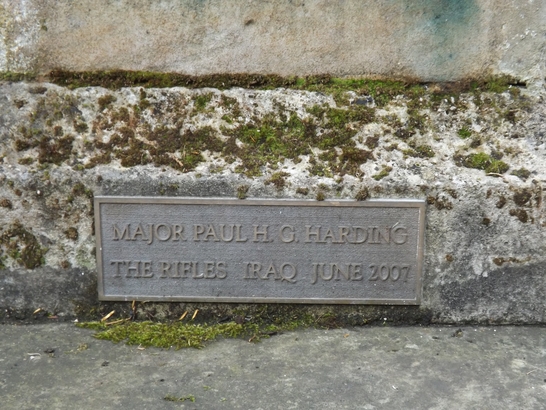 MAJOR PAUL H. G. HARDING
THE RIFLES IRAQ JUNE 2007